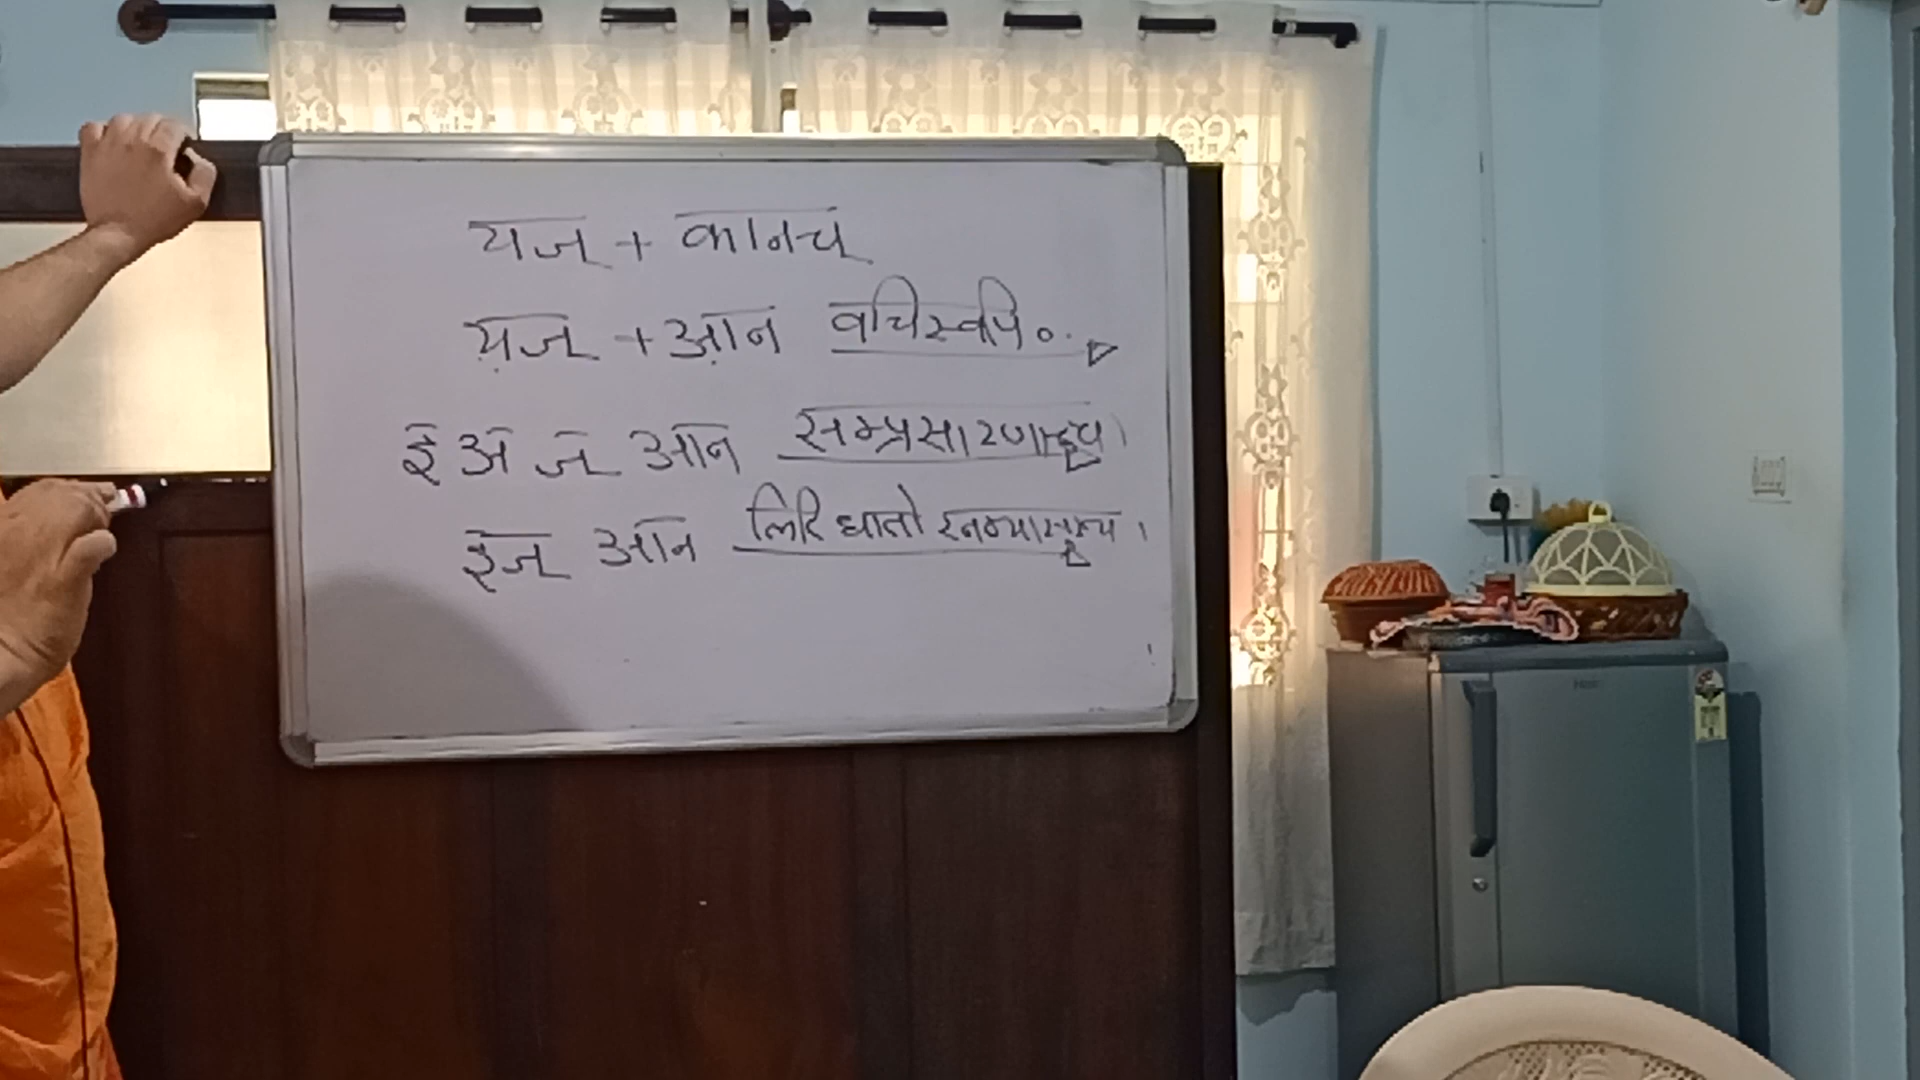 यज् + कानच्
यज् + आन वचिस्वपि०..
इ अ ज् आन सम्प्रसारणाच्च।
इज् आन लिटि धातोरनभ्यासस्य।